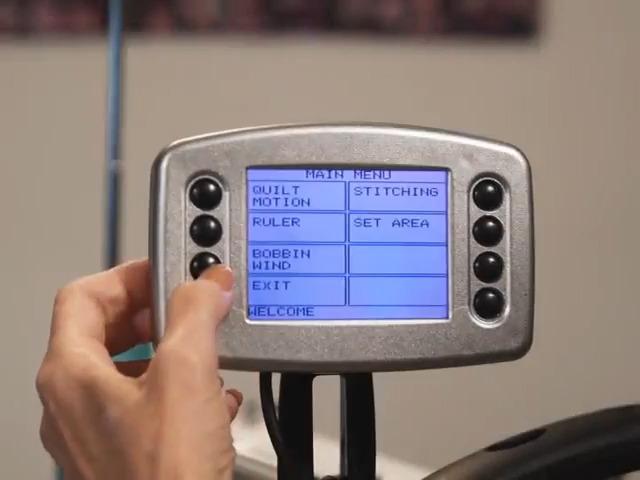 MAIN MENU
QUILT MOTION
STITCHING
RULER
SET AREA
BOBBIN WIND
EXIT
WELCOME